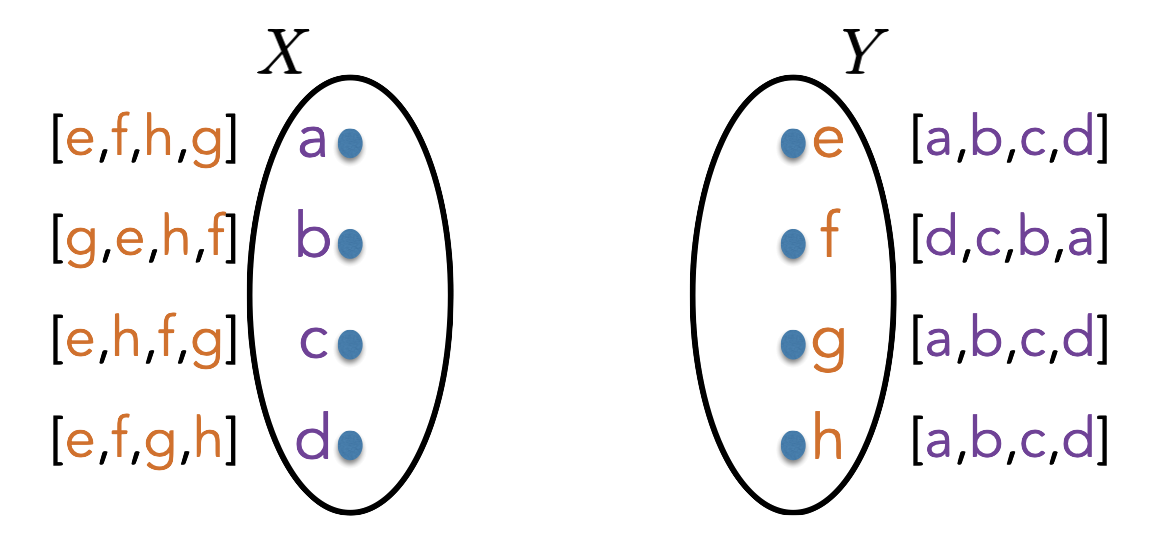 X Y
[e,f,h,g] a e [a,b,c,d]
[g,e,h,f] b f [d,c,b,a]
[e,h,f,g] c g [a,b,c,d]
[e,f,g,h] d h [a,b,c,d]